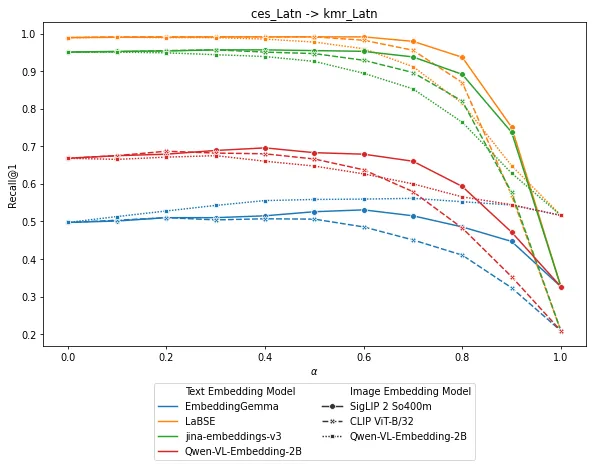 ces_Latn -> kmr_Latn
Recall@1
1.0
0.9
0.8
0.7
0.6
0.5
0.4
0.3
0.2
0.0 0.2 0.4 0.6 0.8 1.0
α
Text Embedding Model Image Embedding Model
EmbeddingGemma SigLIP 2 So400m
LaBSE CLIP ViT-B/32
jina-embeddings-v3 Qwen-VL-Embedding-2B
Qwen-VL-Embedding-2B